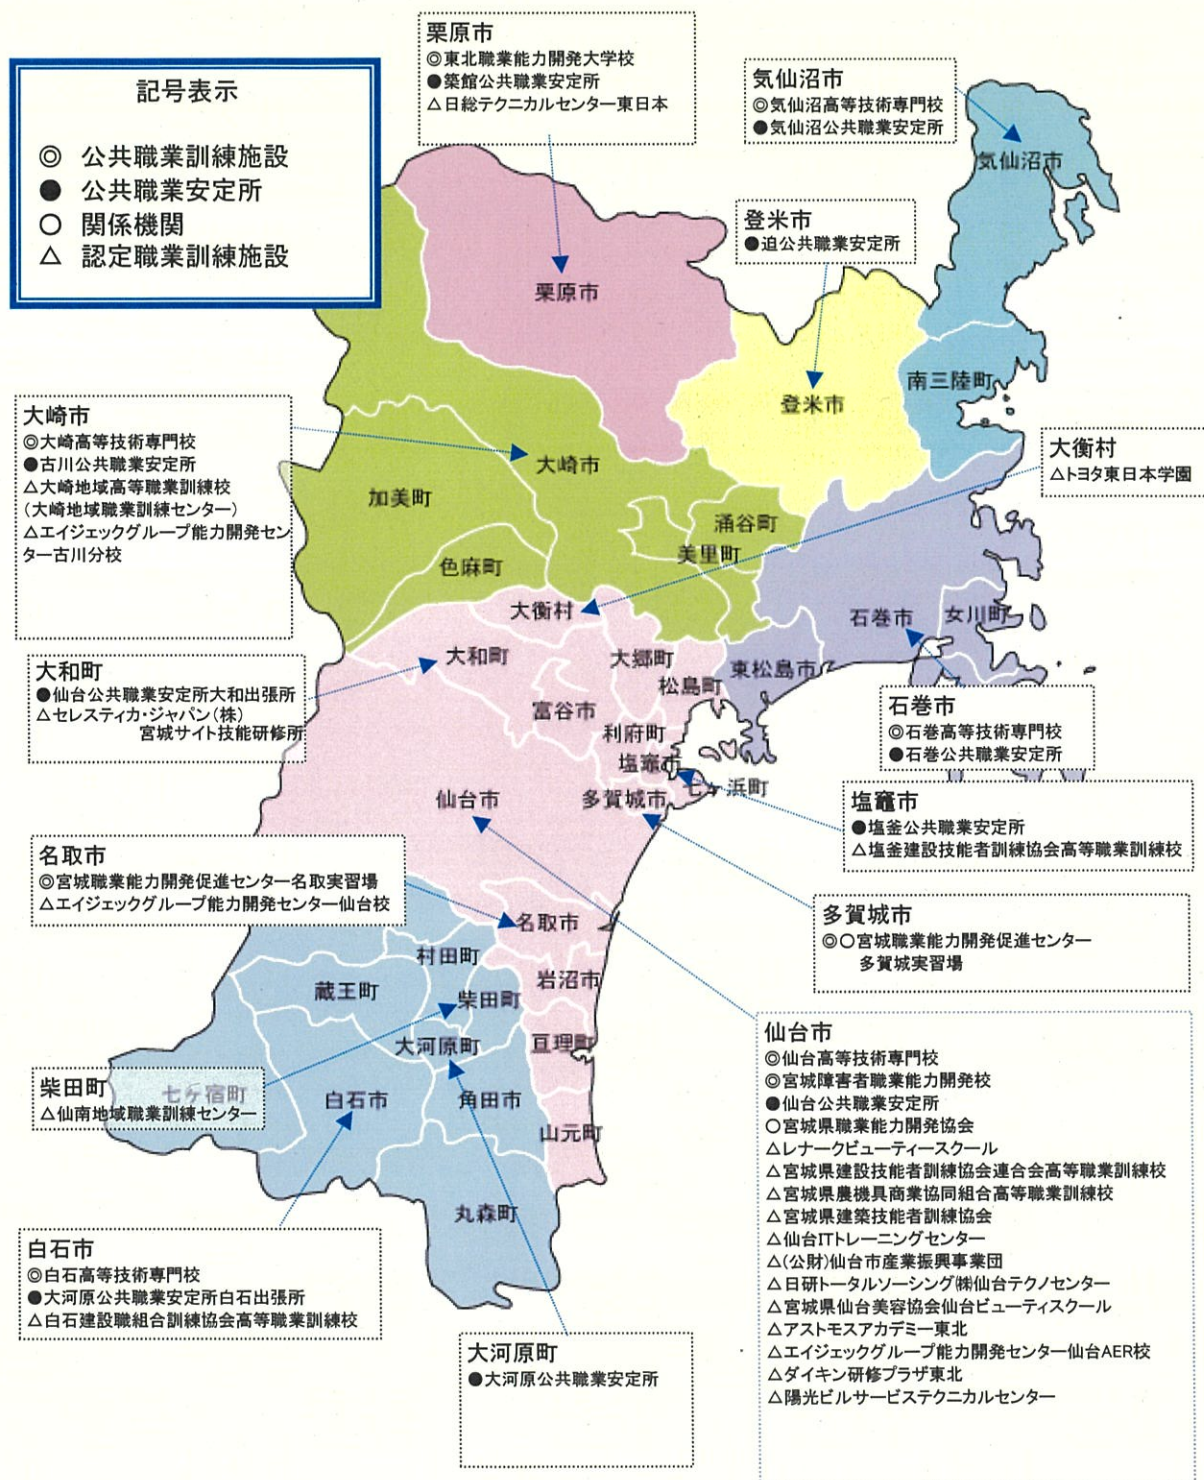 記号表示
◎ 公共職業訓練施設
● 公共職業安定所
○ 関係機関
△ 認定職業訓練施設
栗原市
◎東北職業能力開発大学校
●築館公共職業安定所
△日総テクニカルセンター東日本
気仙沼市
◎気仙沼高等技術専門校
●気仙沼公共職業安定所
登米市
●迫公共職業安定所
大崎市
◎大崎高等技術専門校
●古川公共職業安定所
△大崎地域高等職業訓練校
(大崎地域職業訓練センター)
△エイジェックグループ能力開発セン
ター古川分校
大衡村
△トヨタ東日本学園
大和町
●仙台公共職業安定所大和出張所
△セレスティカ・ジャパン(株)
宮城サイト技能研修所
石巻市
◎石巻高等技術専門校
●石巻公共職業安定所
塩竈市
●塩釜公共職業安定所
△塩釜建設技能者訓練協会高等職業訓練校
名取市
◎宮城職業能力開発促進センター名取実習場
△エイジェックグループ能力開発センター仙台校
多賀城市
◎○宮城職業能力開発促進センター
多賀城実習場
仙台市
◎仙台高等技術専門校
◎宮城障害者職業能力開発校
●仙台公共職業安定所
○宮城県職業能力開発協会
△レナークビューティースクール
△宮城県建設技能者訓練協会連合会高等職業訓練校
△宮城県農機具商業協同組合高等職業訓練校
△宮城県建築技能者訓練協会
△仙台ITトレーニングセンター
△(公財)仙台市産業振興事業団
△日研トータルソーシング㈱仙台テクノセンター
△宮城県仙台美容協会仙台ビューティスクール
△アストモスアカデミー東北
△エイジェックグループ能力開発センター仙台AER校
△ダイキン研修プラザ東北
△陽光ビルサービステクニカルセンター
柴田町
△仙南地域職業訓練センター
白石市
◎白石高等技術専門校
●大河原公共職業安定所白石出張所
△白石建設職組合訓練協会高等職業訓練校
大河原町
●大河原公共職業安定所
気仙沼市
栗原市
南三陸町
登米市
大崎市
加美町
涌谷町
美里町
色麻町
大衡村
石巻市
女川町
大和町
大郷町
東松島市
松島町
富谷市
利府町
塩竈市
七ヶ浜町
仙台市
多賀城市
名取市
村田町
岩沼市
蔵王町
柴田町
大河原町
亘理町
七ヶ宿町
白石市
角田市
山元町
丸森町